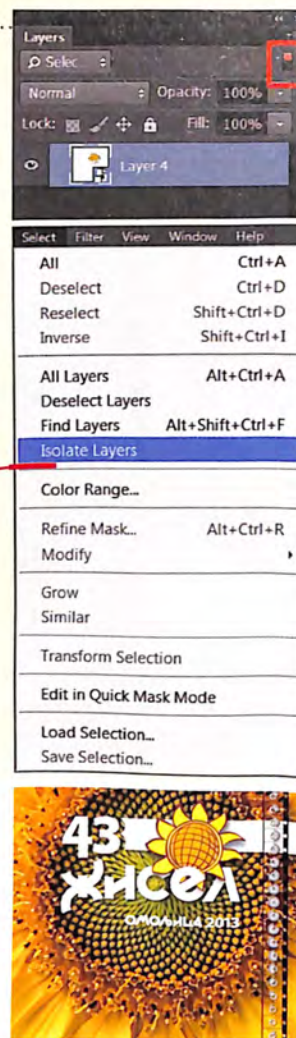 Layers
Selec
Normal Opacity: 100%
Lock: Fill: 100%
Layer 4
Select Filter View Window Help
All Ctrl+A
Deselect Ctrl+D
Reselect Shift+Ctrl+D
Inverse Shift+Ctrl+I
All Layers Alt+Ctrl+A
Deselect Layers
Find Layers Alt+Shift+Ctrl+F
Isolate Layers
Color Range...
Refine Mask... Alt+Ctrl+R
Modify
Grow
Similar
Transform Selection
Edit in Quick Mask Mode
Load Selection...
Save Selection...
43
жисел
ОМОЉИЦА 2013